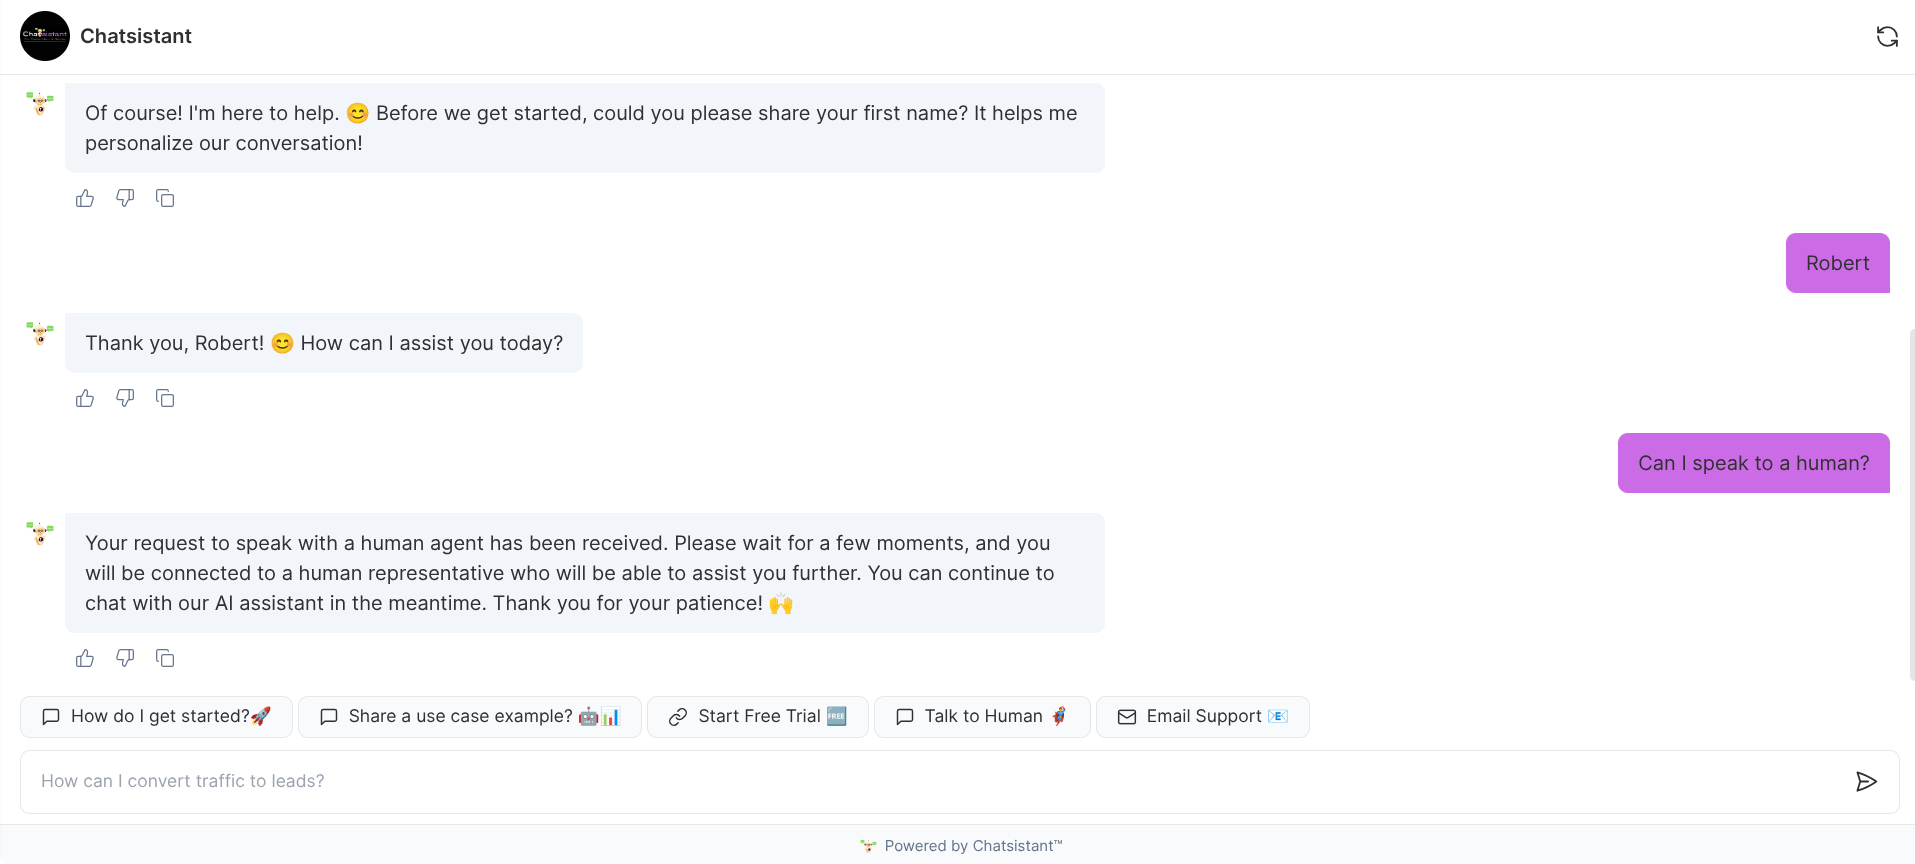 Chatsistant
Chatsistant
Of course! I'm here to help. 😊 Before we get started, could you please share your first name? It helps me
personalize our conversation!
Robert
Thank you, Robert! 😊 How can I assist you today?
Can I speak to a human?
Your request to speak with a human agent has been received. Please wait for a few moments, and you
will be connected to a human representative who will be able to assist you further. You can continue to
chat with our AI assistant in the meantime. Thank you for your patience! 🙌
How do I get started?🚀 Share a use case example? 🤖📊 Start Free Trial 🆓 Talk to Human 🦸 Email Support 📧
How can I convert traffic to leads?
Powered by Chatsistant™